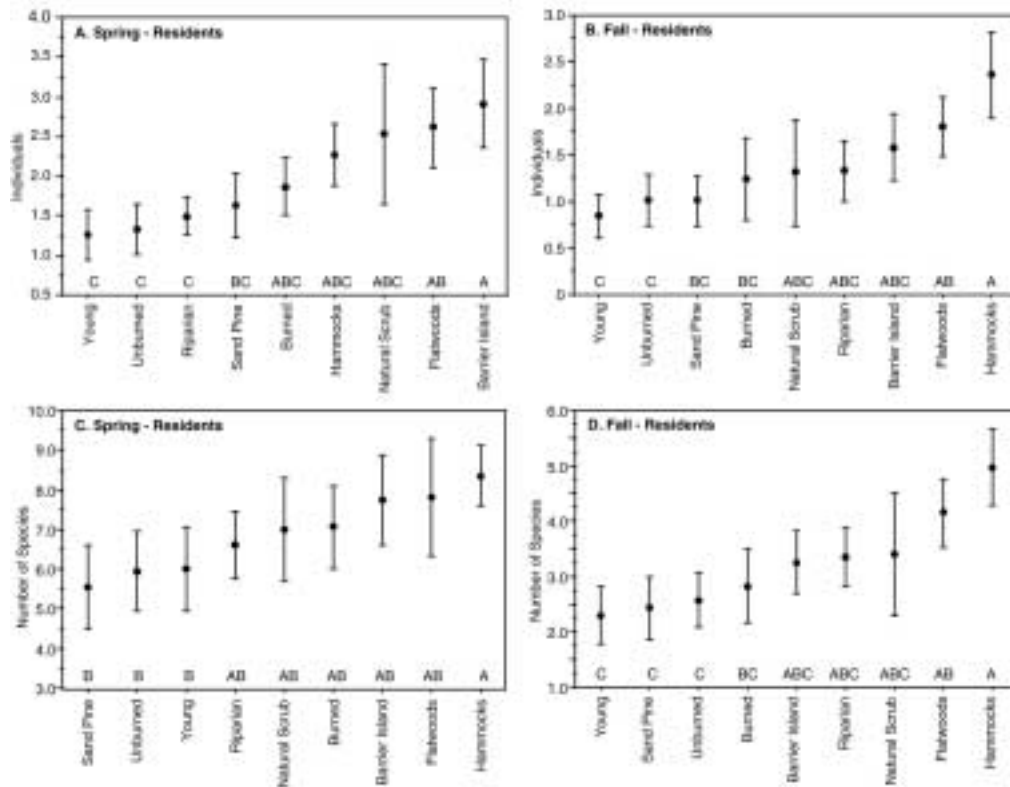 A. Spring - Residents
Individuals
4.0
3.5
3.0
2.5
2.0
1.5
1.0
0.5
C C C BC ABC ABC ABC AB A
Young
Unburned
Riparian
Sand Pine
Burned
Hammocks
Natural Scrub
Flatwoods
Barrier Island
B. Fall - Residents
Individuals
3.0
2.5
2.0
1.5
1.0
0.5
0
C C BC BC ABC ABC ABC AB A
Young
Unburned
Sand Pine
Burned
Natural Scrub
Riparian
Barrier Island
Flatwoods
Hammocks
C. Spring - Residents
Number of Species
10.0
9.0
8.0
7.0
6.0
5.0
4.0
3.0
B B B AB AB AB AB AB A
Sand Pine
Unburned
Young
Riparian
Natural Scrub
Burned
Barrier Island
Flatwoods
Hammocks
D. Fall - Residents
Number of Species
6.0
5.0
4.0
3.0
2.0
1.0
C C C BC ABC ABC ABC AB A
Young
Sand Pine
Unburned
Burned
Barrier Island
Riparian
Natural Scrub
Flatwoods
Hammocks